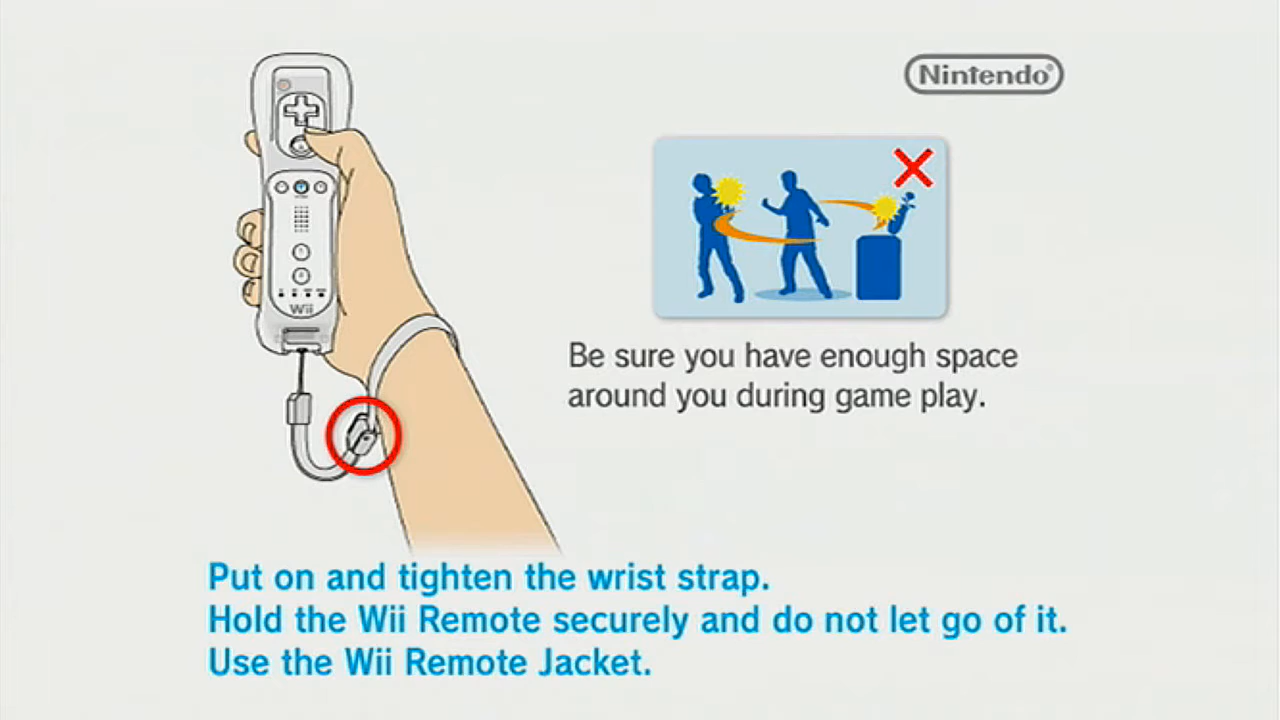 Nintendo®
Wii
Be sure you have enough space
around you during game play.
Put on and tighten the wrist strap.
Hold the Wii Remote securely and do not let go of it.
Use the Wii Remote Jacket.